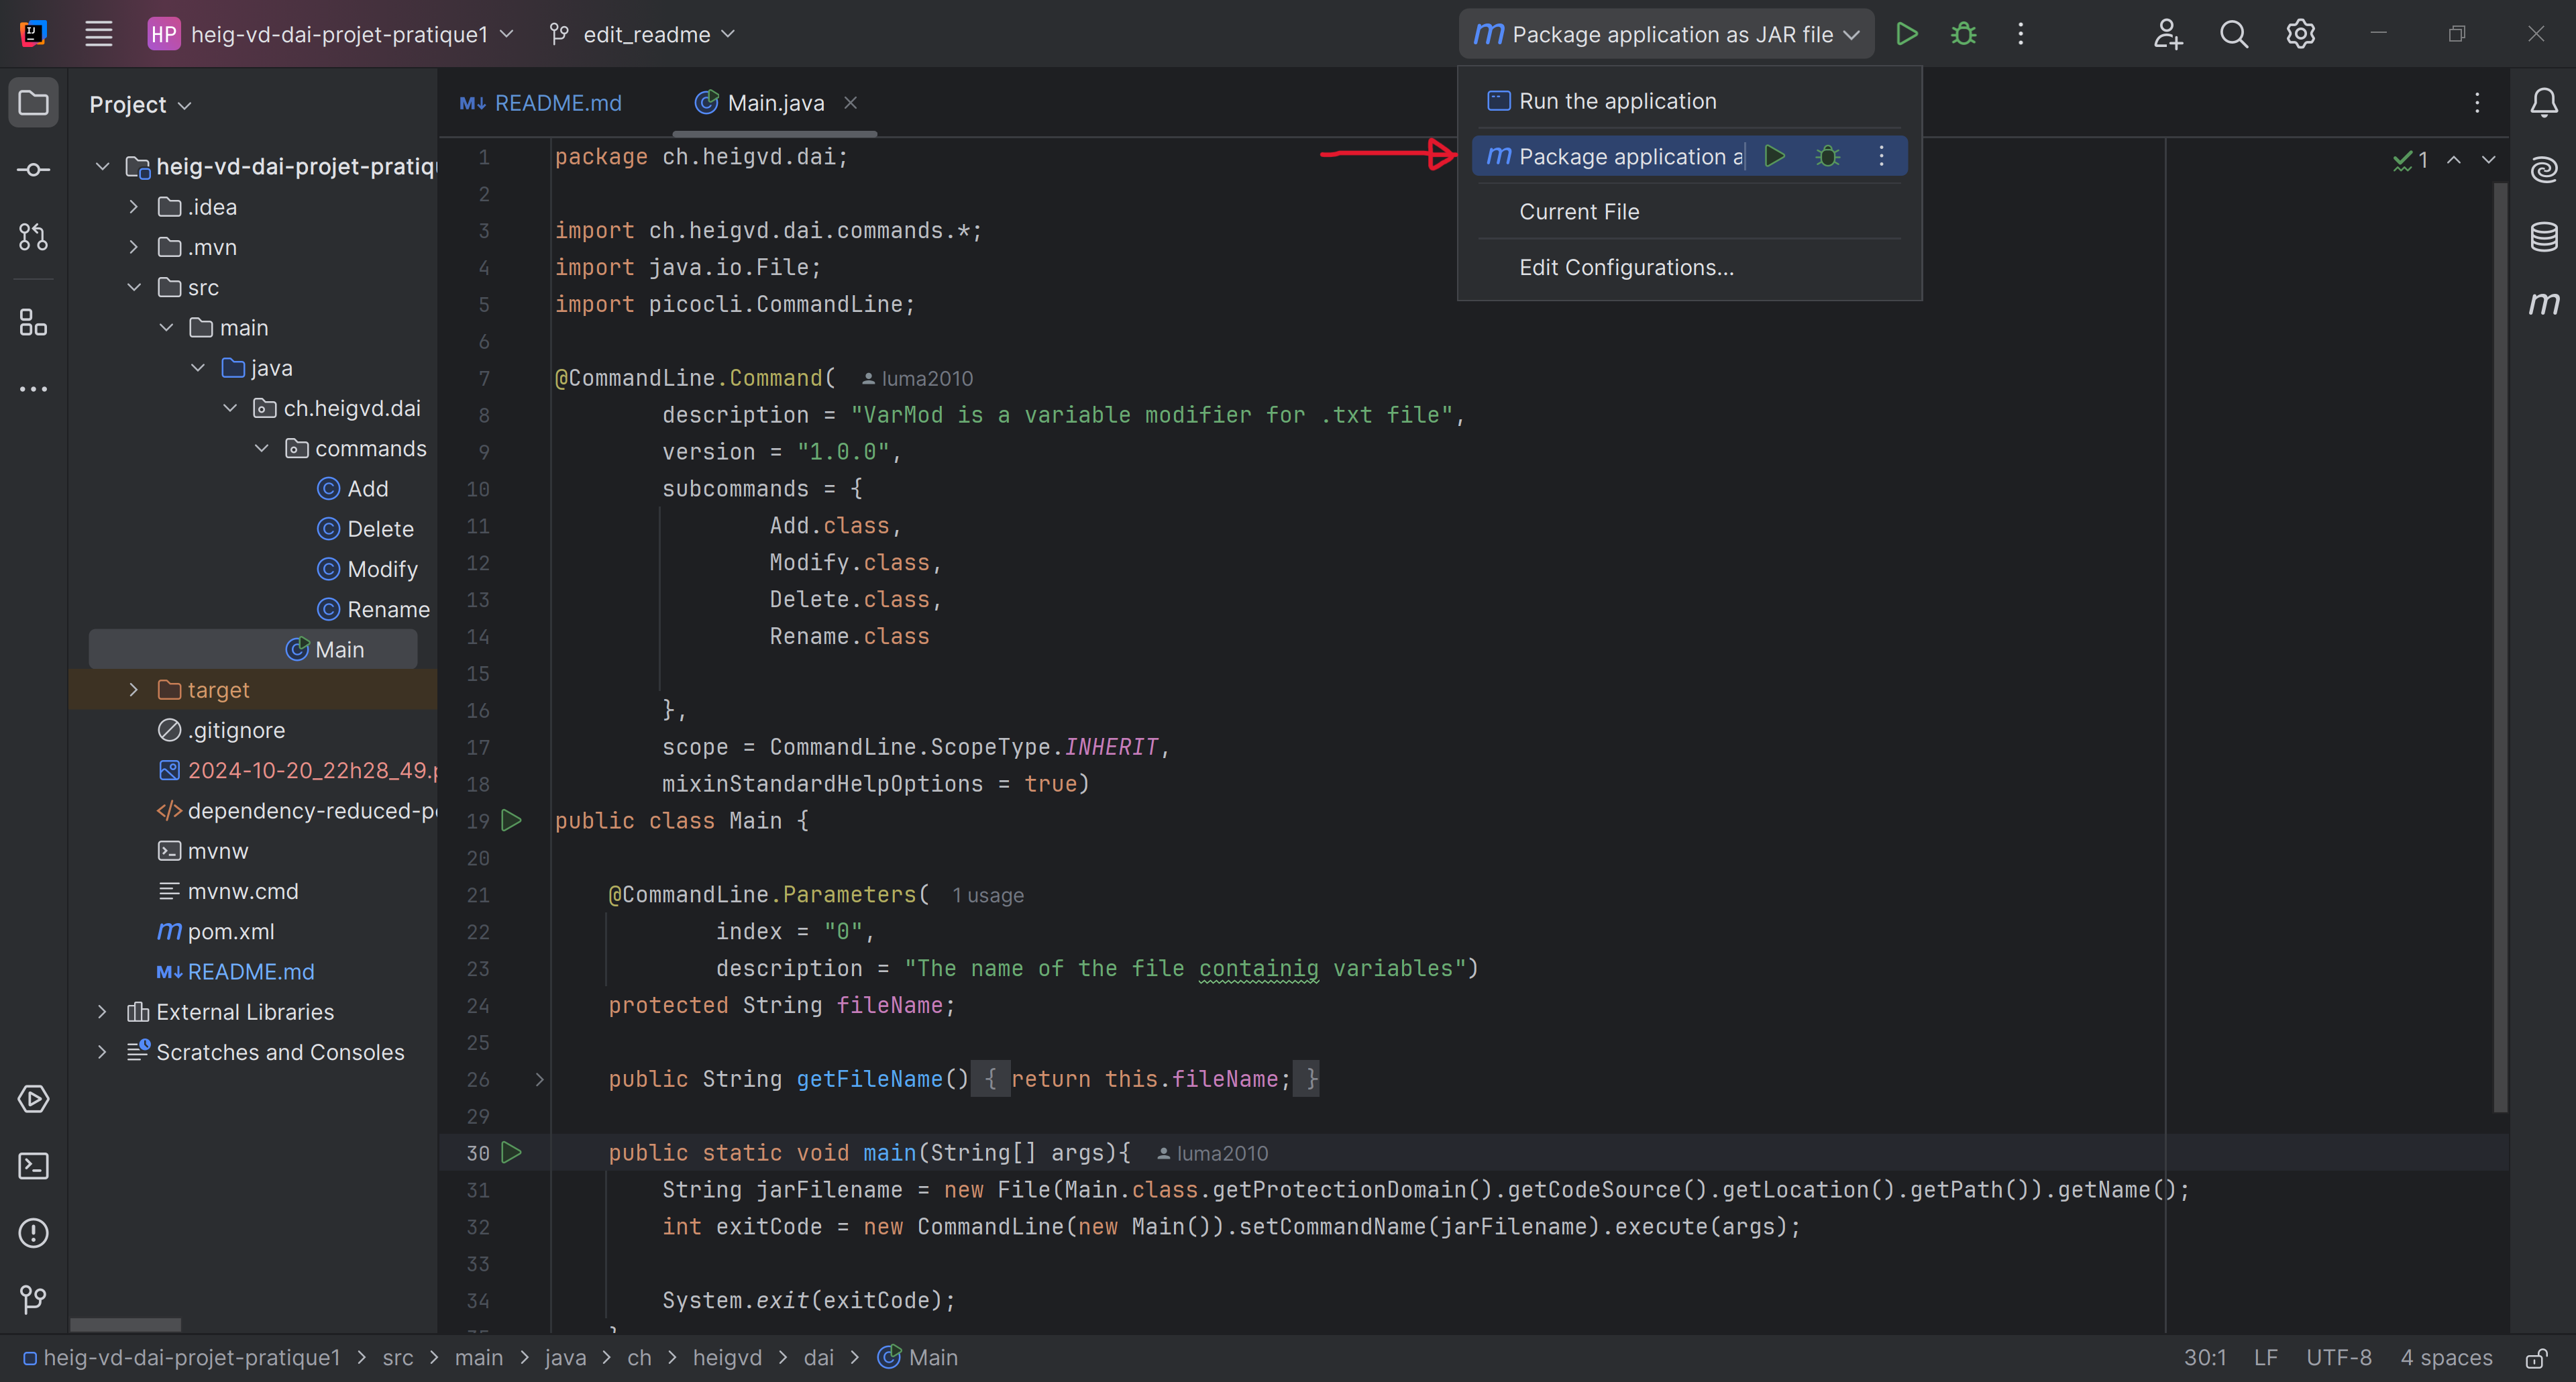 HP heig-vd-dai-projet-pratique1 edit_readme Package application as JAR file
Project
README.md Main.java
Run the application
Package application a
Current File
Edit Configurations...
1
heig-vd-dai-projet-pratiqu
.idea
.mvn
src
main
java
ch.heigvd.dai
commands
Add
Delete
Modify
Rename
Main
target
.gitignore
2024-10-20_22h28_49.p
dependency-reduced-po
mvnw
mvnw.cmd
m pom.xml
M↓ README.md
External Libraries
Scratches and Consoles
1 package ch.heigvd.dai;
2
3 import ch.heigvd.dai.commands.*;
4 import java.io.File;
5 import picocli.CommandLine;
6
7 @CommandLine.Command( luma2010
8 description = "VarMod is a variable modifier for .txt file",
9 version = "1.0.0",
10 subcommands = {
11 Add.class,
12 Modify.class,
13 Delete.class,
14 Rename.class
15
16 },
17 scope = CommandLine.ScopeType.INHERIT,
18 mixinStandardHelpOptions = true)
19 public class Main {
20
21 @CommandLine.Parameters( 1 usage
22 index = "0",
23 description = "The name of the file containig variables")
24 protected String fileName;
25
26 public String getFileName() { return this.fileName; }
29
30 public static void main(String[] args){ luma2010
31 String jarFilename = new File(Main.class.getProtectionDomain().getCodeSource().getLocation().getPath()).getName();
32 int exitCode = new CommandLine(new Main()).setCommandName(jarFilename).execute(args);
33
34 System.exit(exitCode);
heig-vd-dai-projet-pratique1 > src > main > java > ch > heigvd > dai > Main 30:1 LF UTF-8 4 spaces